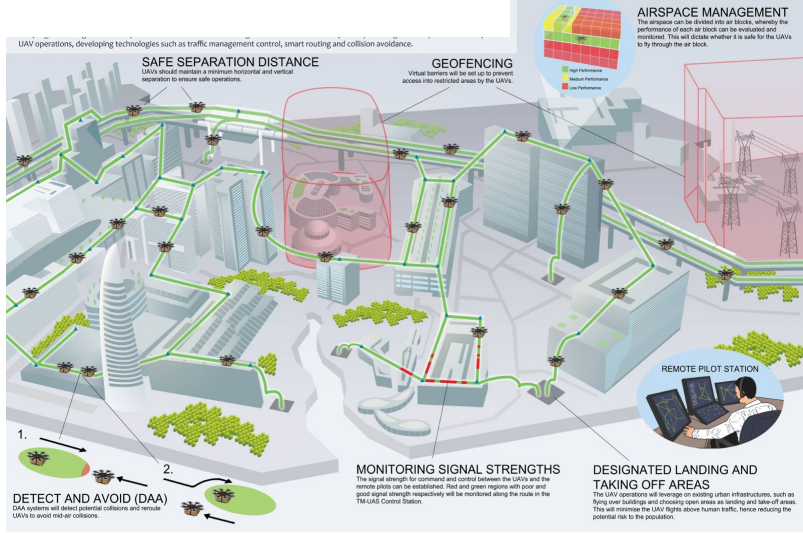 UAV operations, developing technologies such as traffic management control, smart routing and collision avoidance.
AIRSPACE MANAGEMENT
The airspace can be divided into air blocks, whereby the
performance of each air block can be evaluated and
monitored. This will dictate whether it is safe for the UAVs
to fly through the air block.
High Performance
Medium Performance
Low Performance
SAFE SEPARATION DISTANCE
UAVs should maintain a minimum horizontal and vertical
separation to ensure safe operations.
GEOFENCING
Virtual barriers will be set up to prevent
access into restricted areas by the UAVs.
REMOTE PILOT STATION
1.
2.
DETECT AND AVOID (DAA)
DAA systems will detect potential collisions and reroute
UAVs to avoid mid-air collisions.
MONITORING SIGNAL STRENGTHS
The signal strength for command and control between the UAVs and the
remote pilots can be established. Red and green regions with poor and
good signal strength respectively will be monitored along the route in the
TM-UAS Control Station.
DESIGNATED LANDING AND
TAKING OFF AREAS
The UAV operations will leverage on existing urban infrastructures, such as
flying over buildings and choosing open areas as landing and take-off areas.
This will minimise the UAV flights above human traffic, hence reducing the
potential risk to the population.